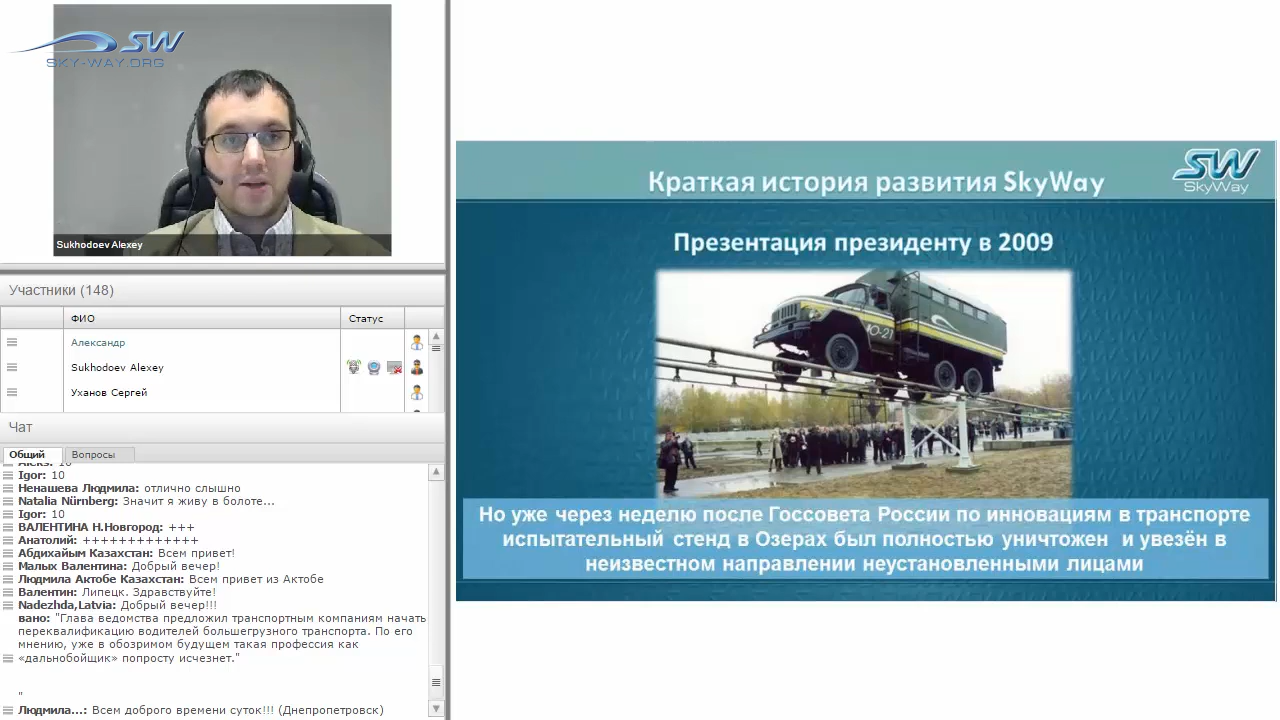 SW
SKY-WAY.ORG
Sukhodoev Alexey
Участники (148)
ФИО
Статус
Александр
Sukhodoev Alexey
Уханов Сергей
Чат
Общий
Вопросы
Aleks: 10
Igor: 10
Ненашева Людмила: отлично слышно
Natalia Nürnberg: Значит я живу в болоте...
Igor: 10
ВАЛЕНТИНА Н.Новгород: +++
Анатолий: +++++++++++++
Абдихайым Казахстан: Всем привет!
Малых Валентина: Добрый вечер!
Людмила Актобе Казахстан: Всем привет из Актобе
Валентин: Липецк. Здравствуйте!
Nadezhda,Latvia: Добрый вечер!!!
вано: "Глава ведомства предложил транспортным компаниям начать
переквалификацию водителей большегрузного транспорта. По его
мнению, уже в обозримом будущем такая профессия как
«дальнобойщик» попросту исчезнет."
"
Людмила...: Всем доброго времени суток!!! (Днепропетровск)
Краткая история развития SkyWay
SW
SkyWay
Презентация президенту в 2009
Ю-21
Но уже через неделю после Госсовета России по инновациям в транспорте
испытательный стенд в Озерах был полностью уничтожен и увезён в
неизвестном направлении неустановленными лицами